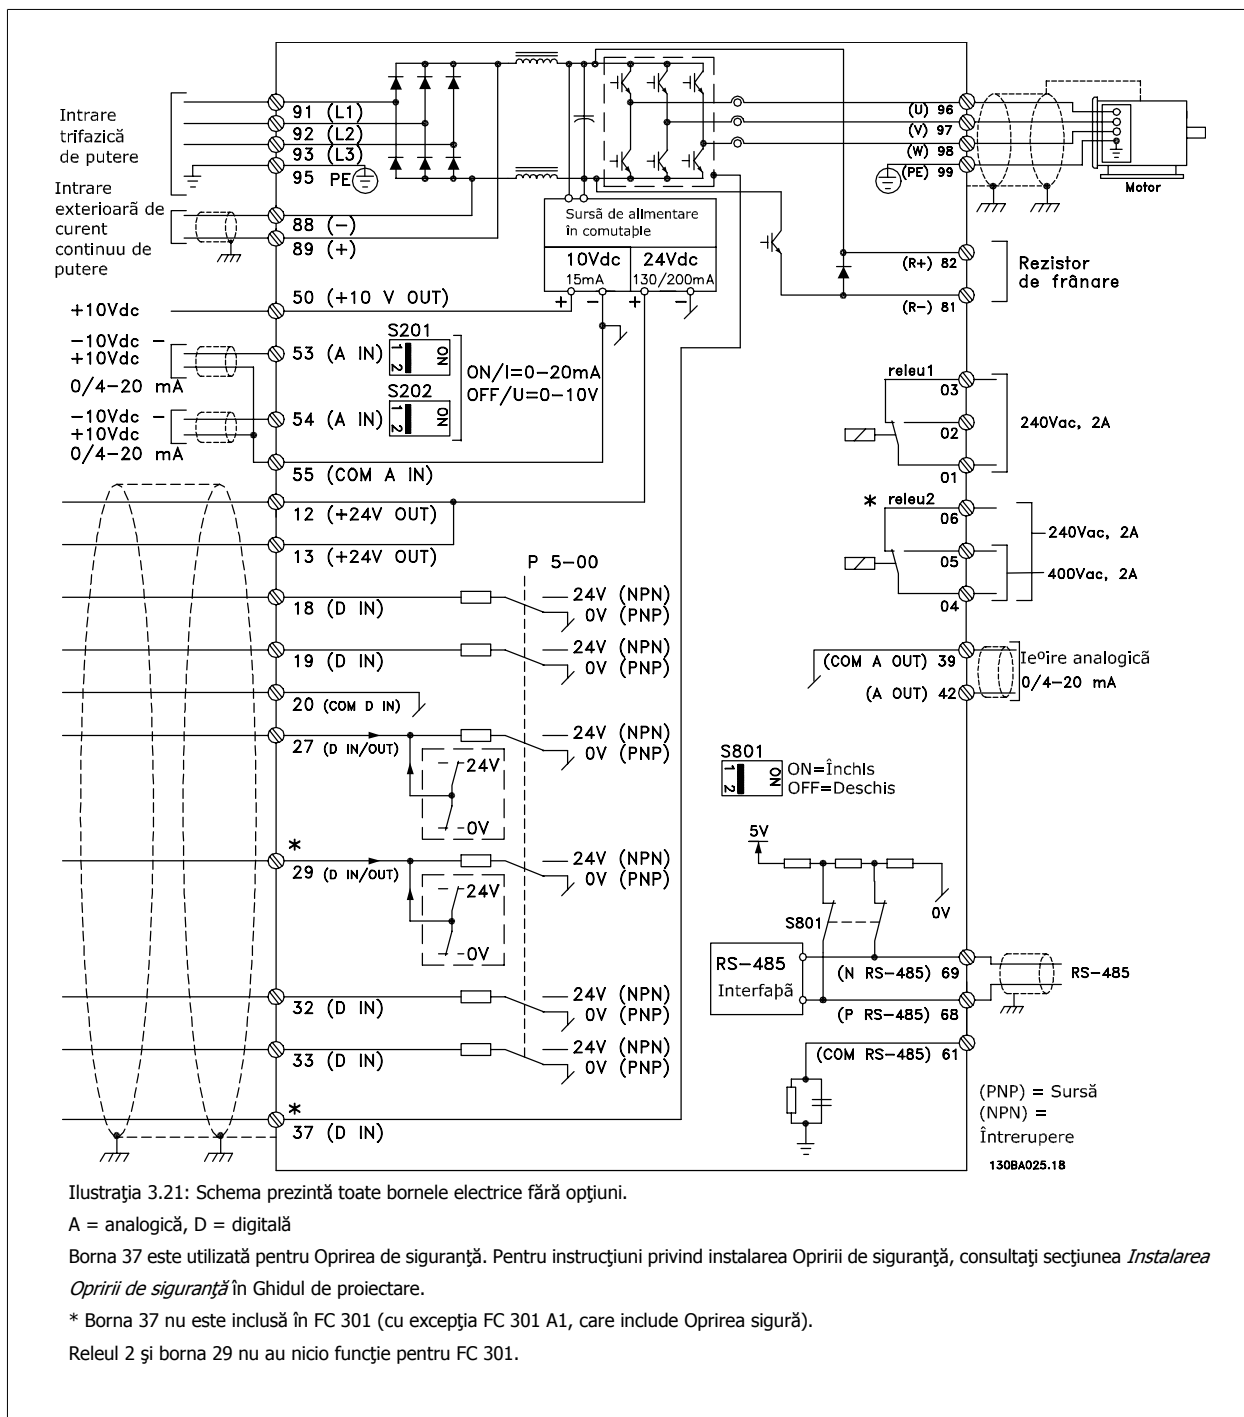 Intrare
trifazică
de putere
91 (L1)
92 (L2)
93 (L3)
95 PE
Intrare
exterioară de
curent
continuu de
putere
88 (−)
89 (+)
+10Vdc
50 (+10 V OUT)
−10Vdc −
+10Vdc
0/4−20 mA
53 (A IN)
S201
1 2
ON
−10Vdc −
+10Vdc
0/4−20 mA
54 (A IN)
S202
1 2
ON
ON/I=0−20mA
OFF/U=0−10V
55 (COM A IN)
12 (+24V OUT)
13 (+24V OUT)
P 5-00
18 (D IN)
24V (NPN)
0V (PNP)
19 (D IN)
24V (NPN)
0V (PNP)
20 (COM D IN)
27 (D IN/OUT)
24V (NPN)
0V (PNP)
24V
0V
*
29 (D IN/OUT)
24V (NPN)
0V (PNP)
24V
0V
32 (D IN)
24V (NPN)
0V (PNP)
33 (D IN)
24V (NPN)
0V (PNP)
*
37 (D IN)
Sursã de alimentare
în comutaþie
10Vdc
15mA
+ −
24Vdc
130/200mA
+ −
(U) 96
(V) 97
(W) 98
(PE) 99
Motor
(R+) 82
(R−) 81
Rezistor
de frânare
releu1
03
02
01
240Vac, 2A
* releu2
06
05
04
240Vac, 2A
400Vac, 2A
(COM A OUT) 39
(A OUT) 42
Ieºire analogicã
0/4−20 mA
S801
1 2
ON
ON=Închis
OFF=Deschis
5V
0V
S801
RS−485
Interfaþã
(N RS−485) 69
(P RS−485) 68
(COM RS−485) 61
RS−485
(PNP) = Sursă
(NPN) =
Întrerupere
130BA025.18
Ilustraţia 3.21: Schema prezintă toate bornele electrice fără opţiuni.
A = analogică, D = digitală
Borna 37 este utilizată pentru Oprirea de siguranţă. Pentru instrucţiuni privind instalarea Opririi de siguranţă, consultaţi secţiunea Instalarea
Opririi de siguranţă în Ghidul de proiectare.
* Borna 37 nu este inclusă în FC 301 (cu excepţia FC 301 A1, care include Oprirea sigură).
Releul 2 şi borna 29 nu au nicio funcţie pentru FC 301.